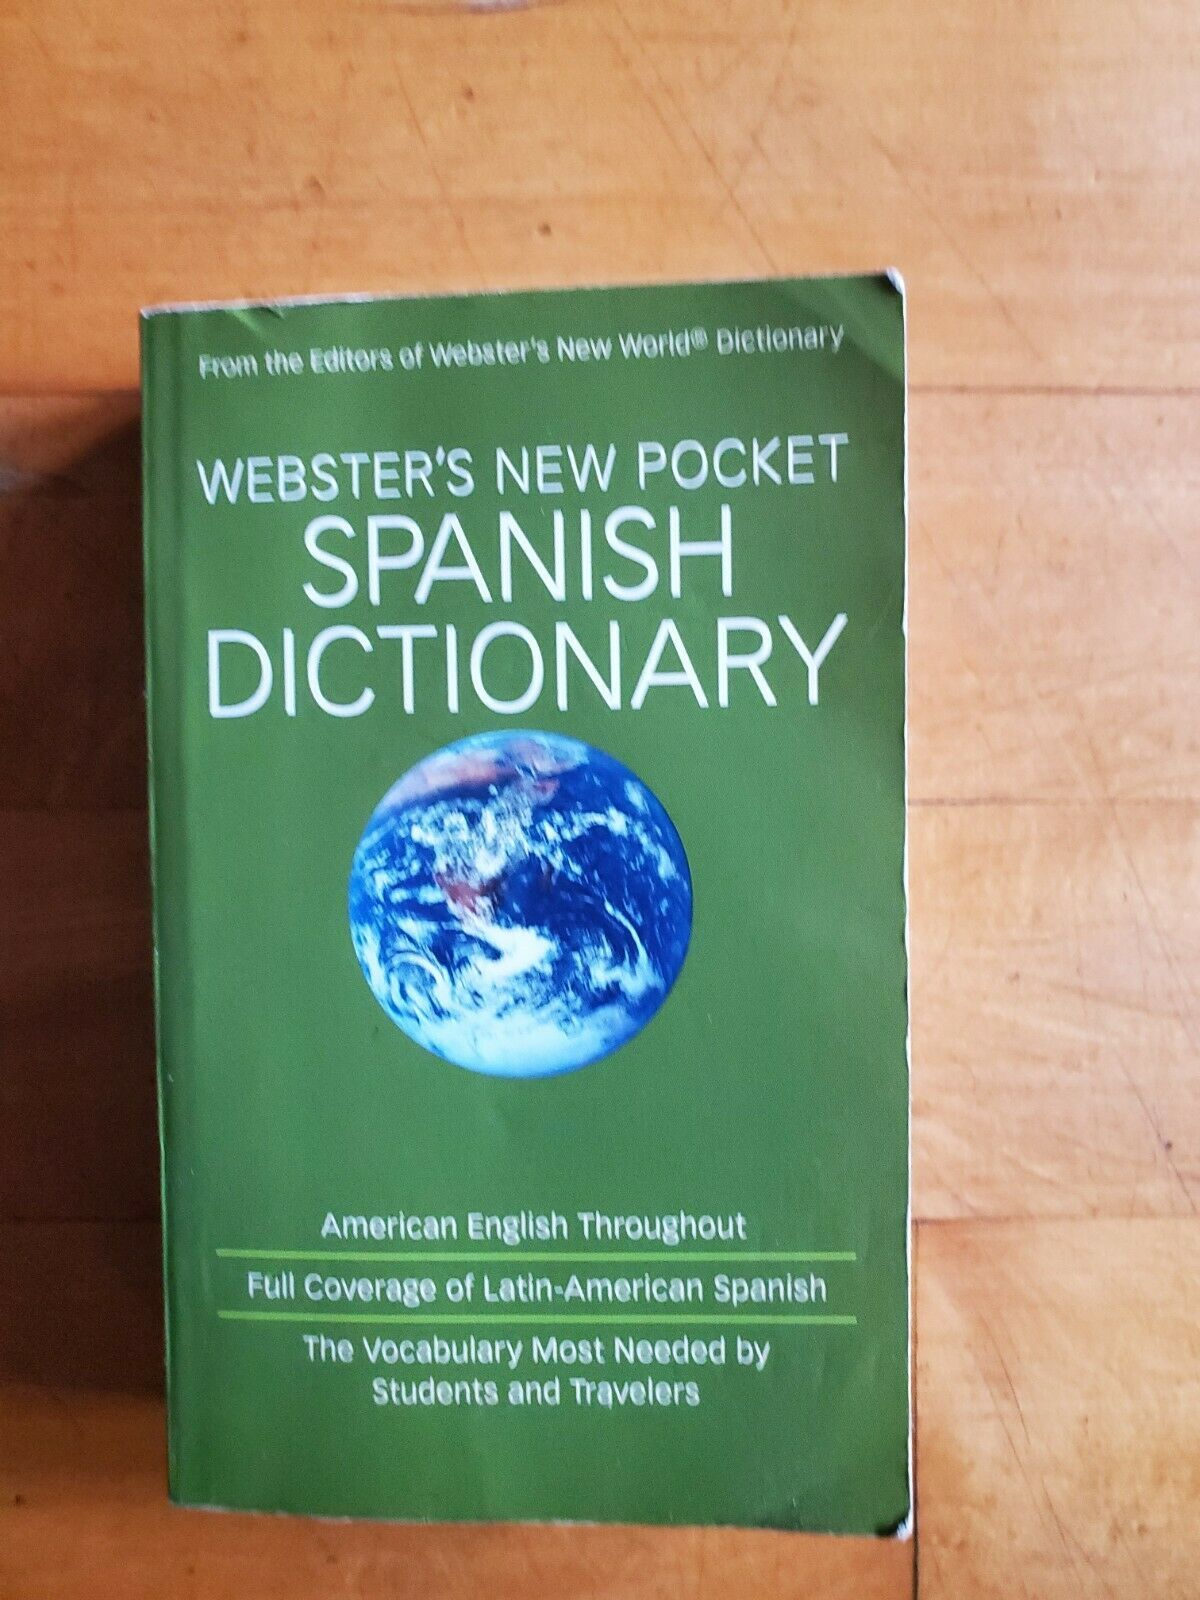 From the Editors of Webster's New World® Dictionary
WEBSTER'S NEW POCKET
SPANISH
DICTIONARY
American English Throughout
Full Coverage of Latin-American Spanish
The Vocabulary Most Needed by
Students and Travelers